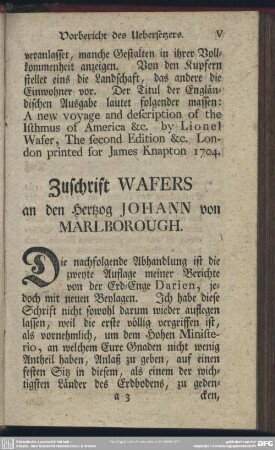 Vorbericht des Uebersetzers. V
veranlasset, manche Gestalten in ihrer Voll-
kommenheit anzeigen. Von den Kupfern
stellet eins die Landschaft, das andere die
Einwohner vor. Der Titul der Englän-
dischen Ausgabe lautet folgender massen:
A new voyage and description of the
Isthmus of America &c. by Lionel
Wafer, The second Edition &c. Lon-
don printed for James Knapton 1704.
Zuschrift WAFERS
an den Hertzog JOHANN von
MARLBOROUGH.
Die nachfolgende Abhandlung ist die
zweyte Auflage meiner Berichte
von der Erd-Enge Darien, je-
doch mit neuen Beylagen. Ich habe diese
Schrift nicht sowohl darum wieder auflegen
lassen, weil die erste völlig vergriffen ist,
als vornehmlich, um dem Hohen Ministe-
rio, an welchem Eure Gnaden nicht wenig
Antheil haben, Anlaß zu geben, auf einen
festen Sitz in diesem, als einem der wich-
tigsten Länder des Erdbodens, zu geden-
a 3 cken,